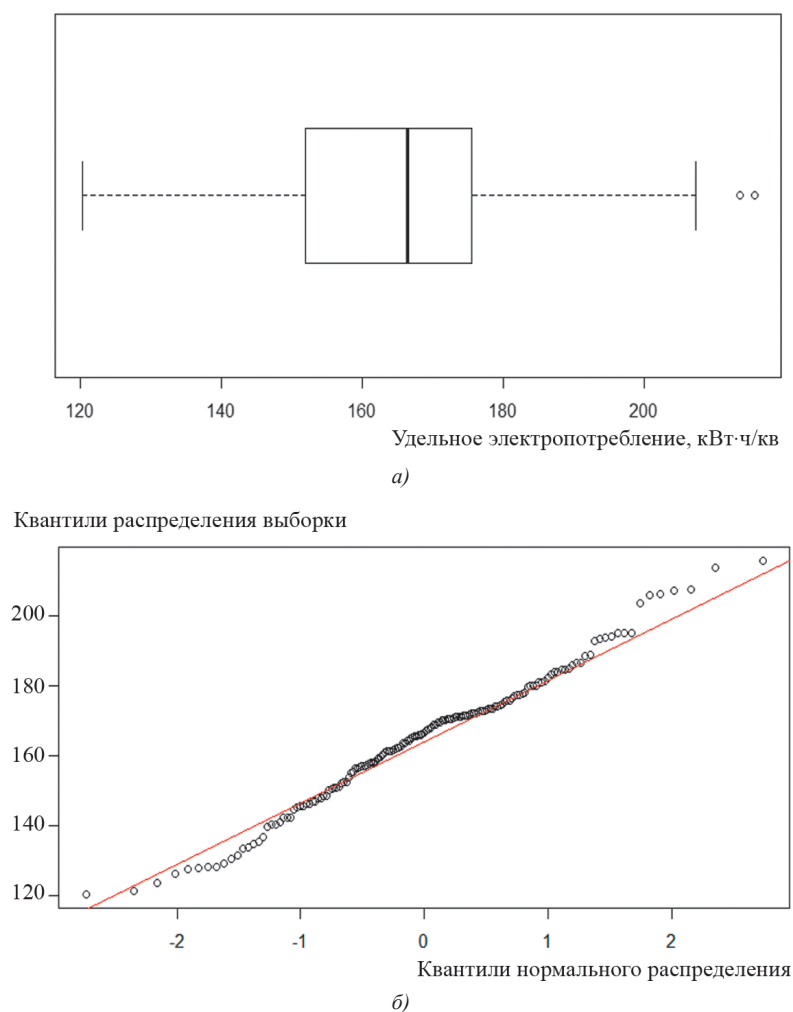 120 140 160 180 200
Удельное электропотребление, кВт·ч/кв
а)
Квантили распределения выборки
200
180
160
140
120
-2 -1 0 1 2
Квантили нормального распределения
б)